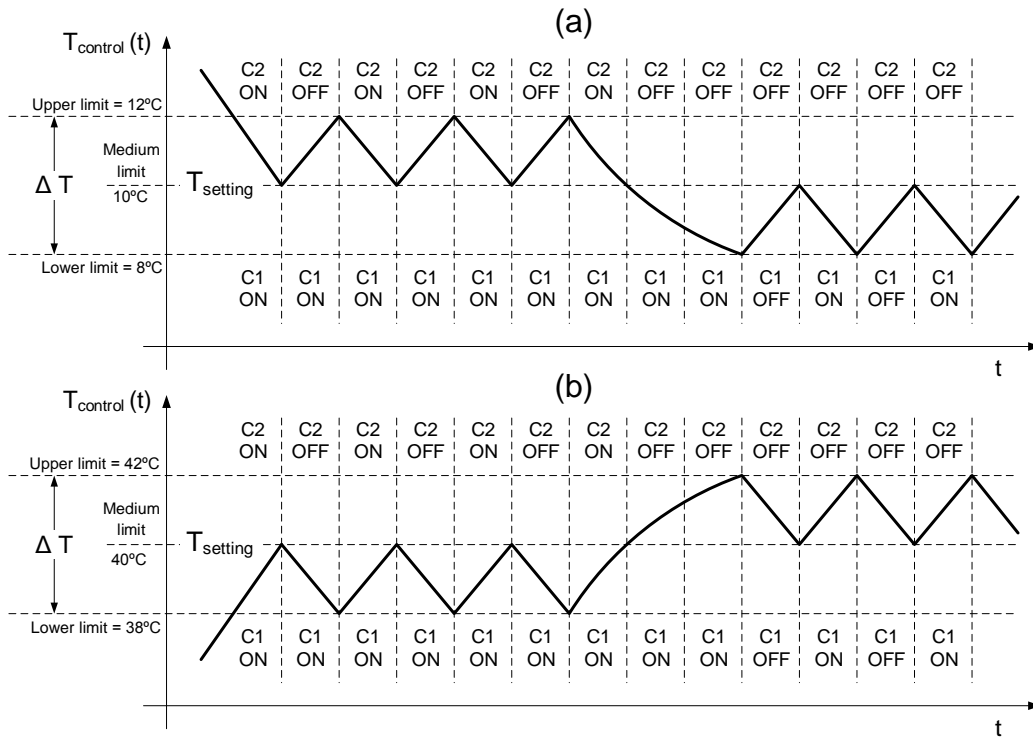 (a)
T control (t)
C2 C2 C2 C2 C2 C2 C2 C2 C2 C2 C2 C2 C2
ON OFF ON OFF ON OFF ON OFF OFF OFF OFF OFF OFF
Upper limit = 12ºC
Medium
limit
10ºC
Δ T
T setting
Lower limit = 8ºC
C1 C1 C1 C1 C1 C1 C1 C1 C1 C1 C1 C1 C1
ON ON ON ON ON ON ON ON ON OFF ON OFF ON
t
(b)
T control (t)
C2 C2 C2 C2 C2 C2 C2 C2 C2 C2 C2 C2 C2
ON OFF ON OFF ON OFF ON OFF OFF OFF OFF OFF OFF
Upper limit = 42ºC
Medium
limit
40ºC
Δ T
T setting
Lower limit = 38ºC
C1 C1 C1 C1 C1 C1 C1 C1 C1 C1 C1 C1 C1
ON ON ON ON ON ON ON ON ON OFF ON OFF ON
t